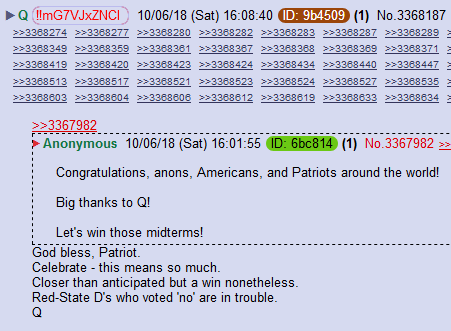 ▶ Q !!mG7VJxZNCI 10/06/18 (Sat) 16:08:40 ID: 9b4509 (1) No.3368187
>>3368274 >>3368277 >>3368280 >>3368282 >>3368283 >>3368287 >>3368289
>>3368349 >>3368359 >>3368361 >>3368367 >>3368368 >>3368369 >>3368371
>>3368419 >>3368420 >>3368423 >>3368424 >>3368434 >>3368440 >>3368447
>>3368513 >>3368517 >>3368521 >>3368523 >>3368524 >>3368527 >>3368535
>>3368603 >>3368604 >>3368606 >>3368612 >>3368619 >>3368633 >>3368634
>>3367982
▶ Anonymous 10/06/18 (Sat) 16:01:55 ID: 6bc814 (1) No.3367982 >>
Congratulations, anons, Americans, and Patriots around the world!
Big thanks to Q!
Let's win those midterms!
God bless, Patriot.
Celebrate - this means so much.
Closer than anticipated but a win nonetheless.
Red-State D's who voted 'no' are in trouble.
Q